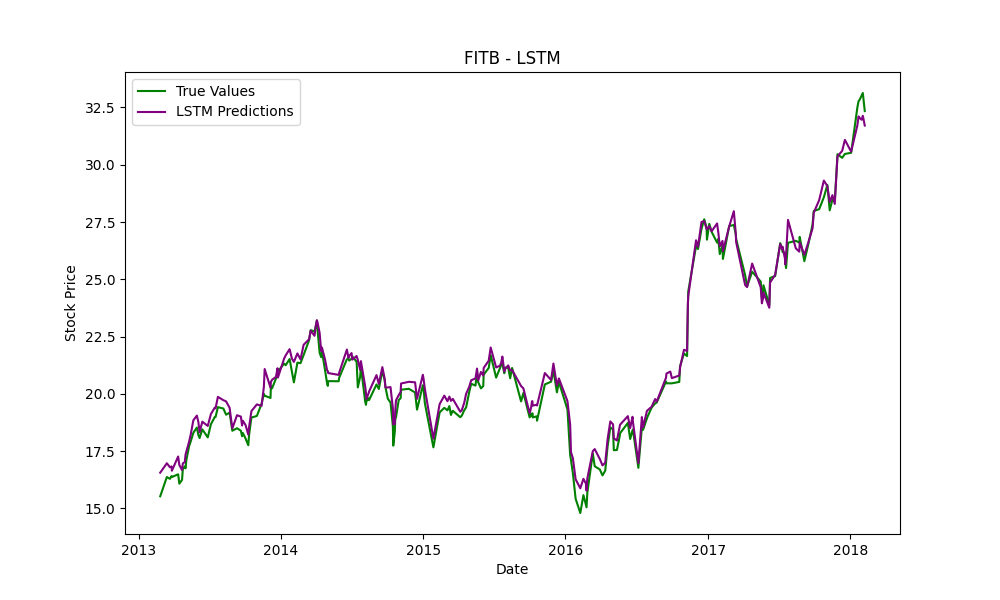 FITB - LSTM
True Values
LSTM Predictions
Stock Price
32.5
30.0
27.5
25.0
22.5
20.0
17.5
15.0
2013 2014 2015 2016 2017 2018
Date